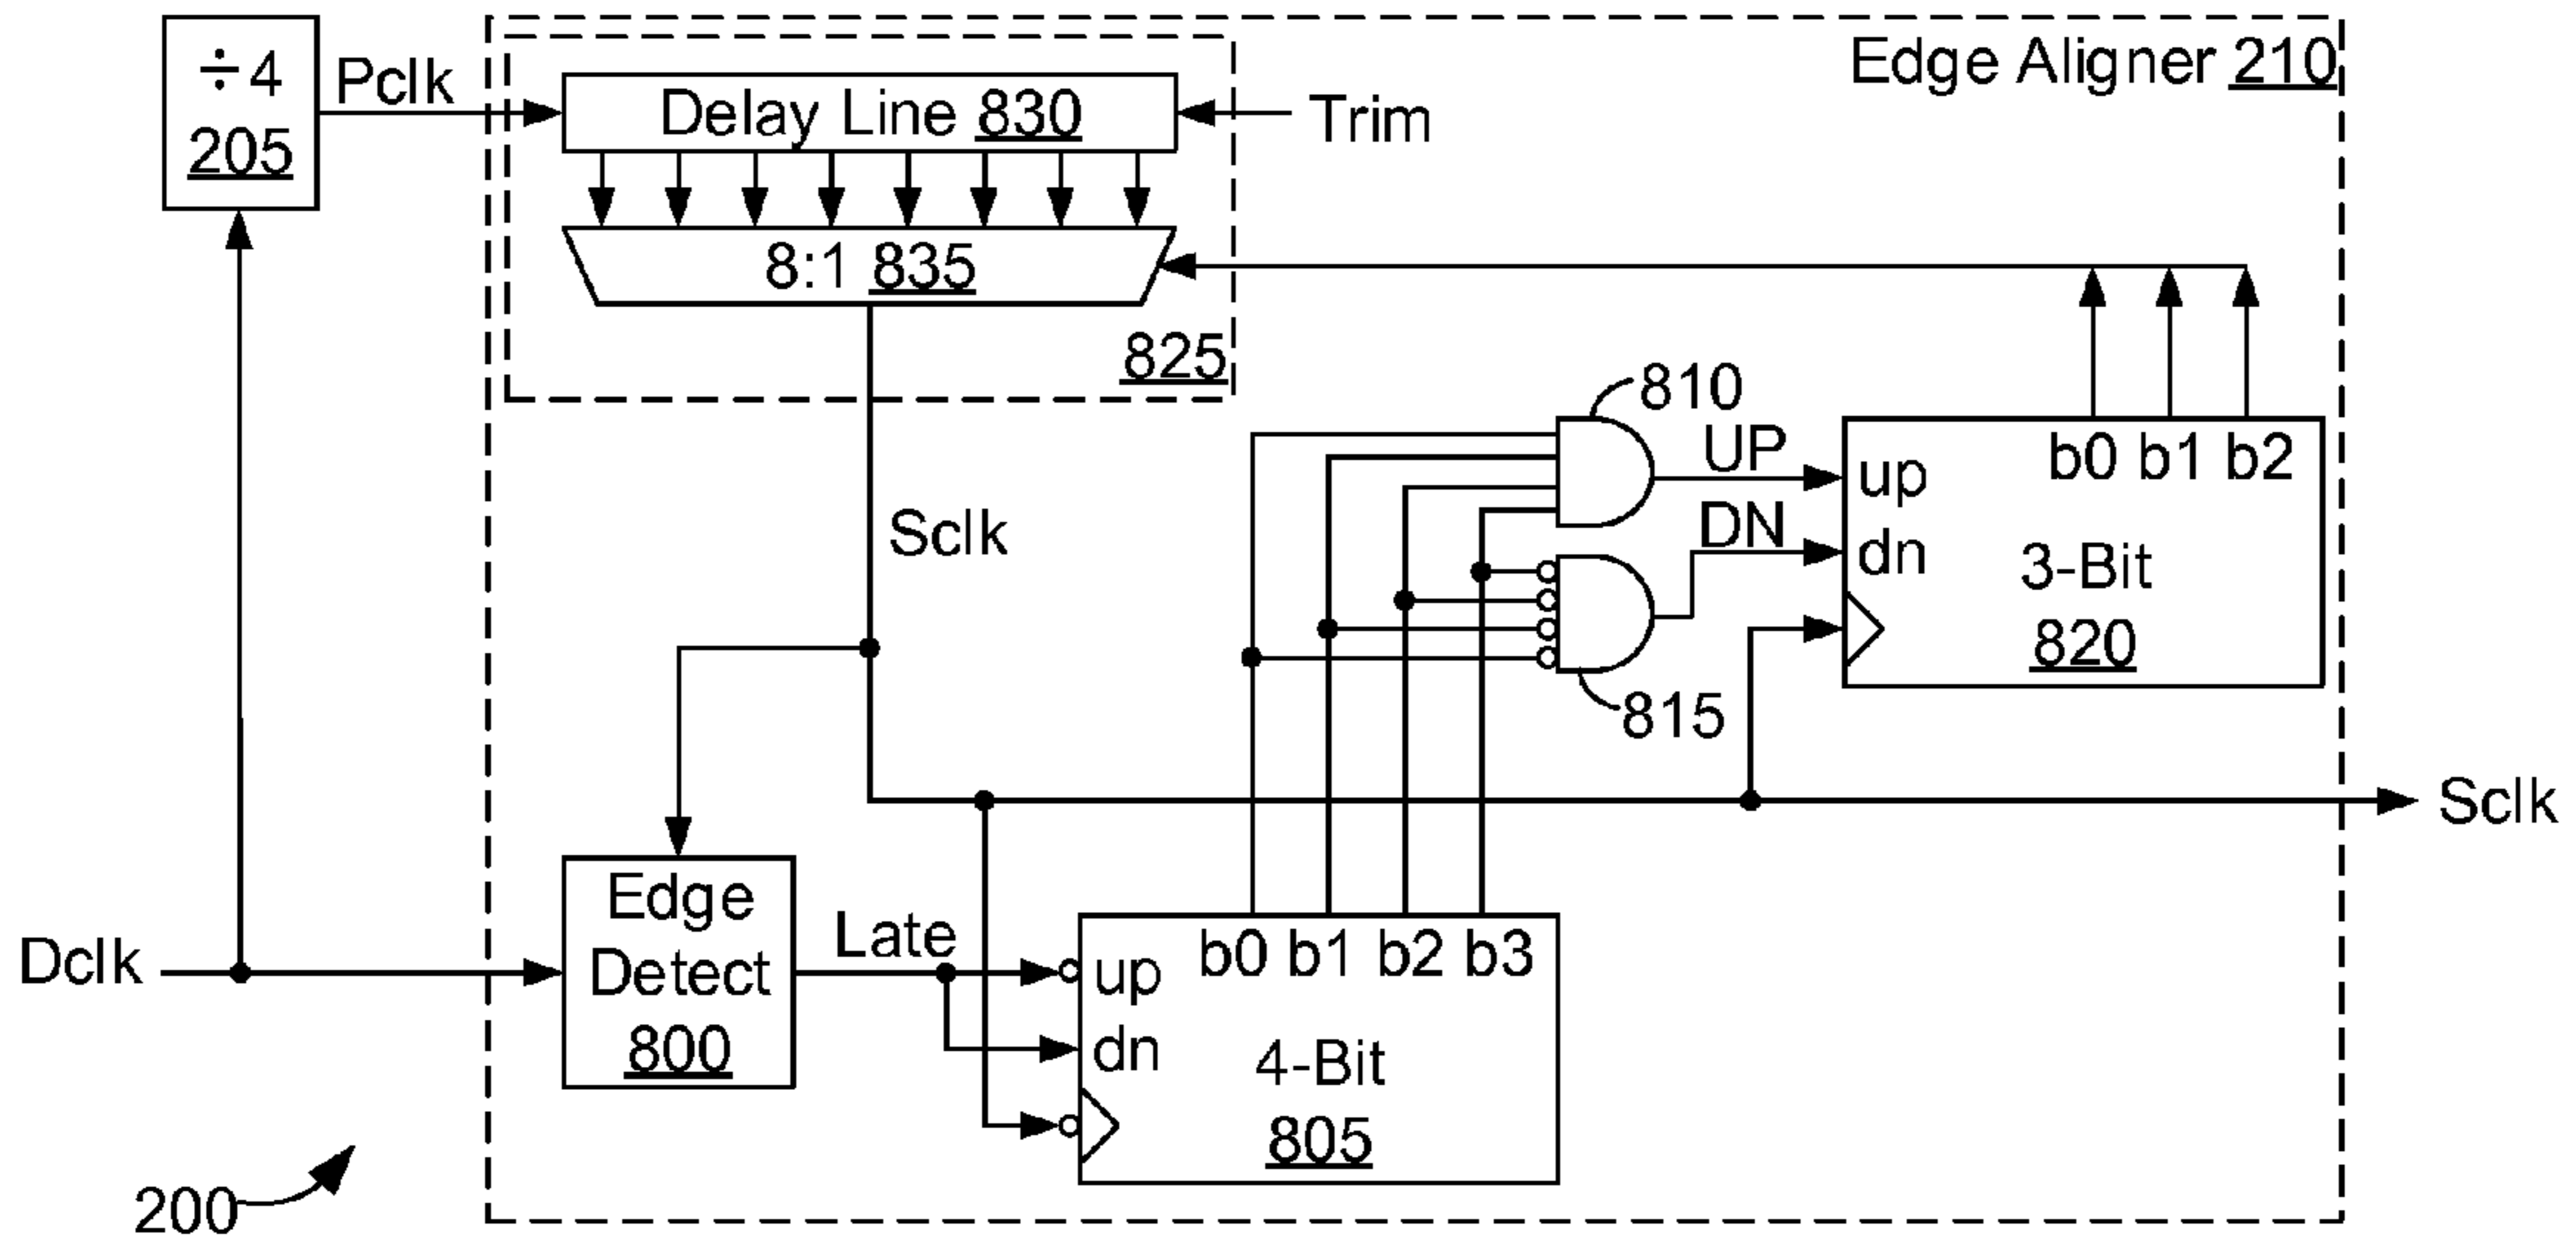 ÷4
205
Pclk
Delay Line 830
Trim
Edge Aligner 210
8:1 835
825
810
UP
DN
up
dn
b0 b1 b2
3-Bit
820
815
Sclk
Sclk
Dclk
Edge
Detect
800
Late
up
dn
b0 b1 b2 b3
4-Bit
805
200